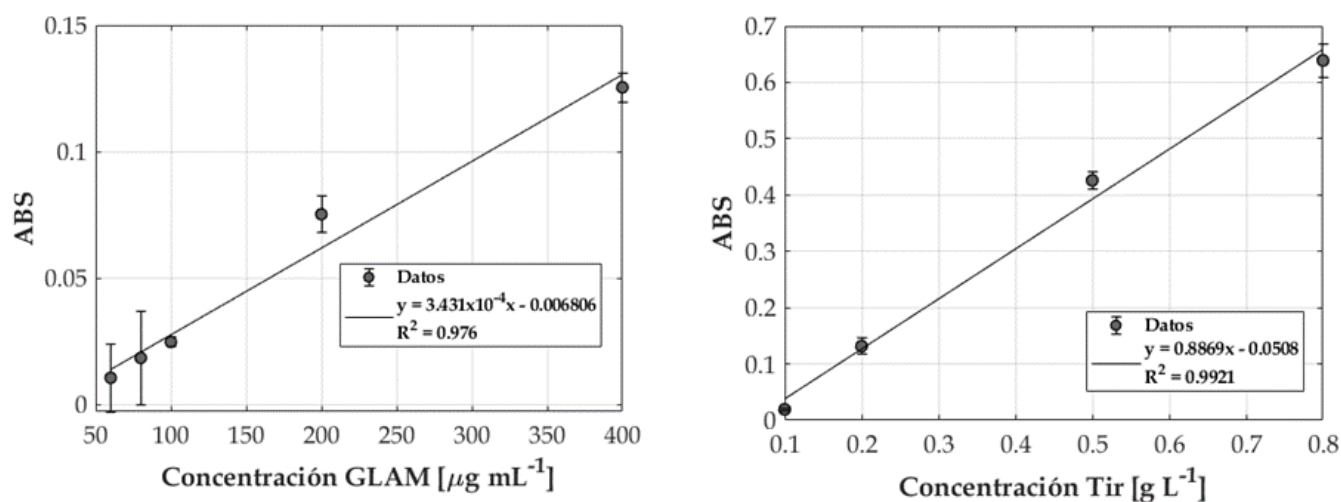 0.15
0.1
0.05
0
ABS
50 100 150 200 250 300 350 400
Concentración GLAM [μg mL⁻¹]
Datos
y = 3.431x10⁻⁴x - 0.006806
R² = 0.976
0.7
0.6
0.5
0.4
0.3
0.2
0.1
0
ABS
0.1 0.2 0.3 0.4 0.5 0.6 0.7 0.8
Concentración Tir [g L⁻¹]
Datos
y = 0.8869x - 0.0508
R² = 0.9921